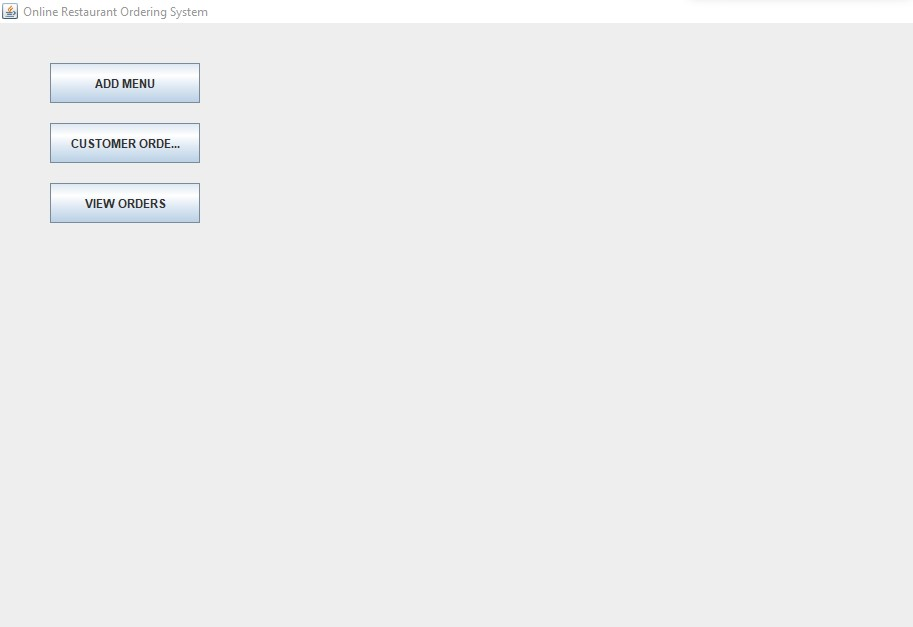 Online Restaurant Ordering System
ADD MENU
CUSTOMER ORDE...
VIEW ORDERS